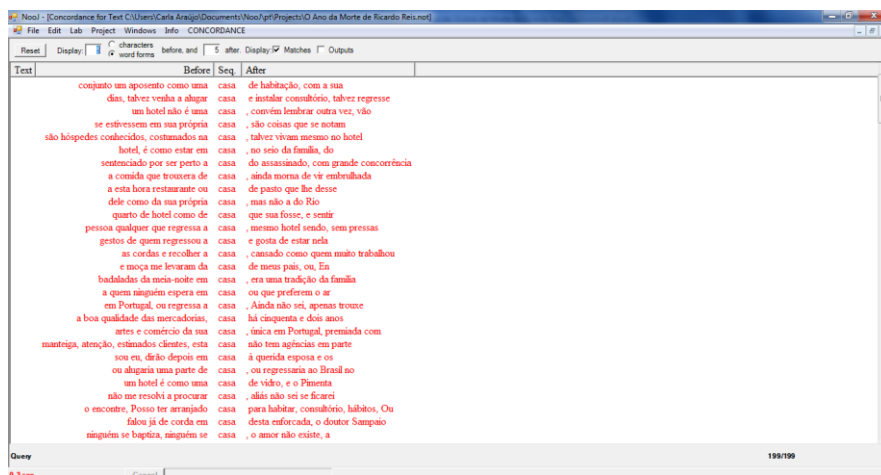 NooJ - [Concordance for Text C:\Users\Carla Araújo\Documents\NooJ\pt\Projects\O Ano da Morte de Ricardo Reis.not]
File Edit Lab Project Windows Info CONCORDANCE
Reset Display: characters word forms before, and 5 after. Display: Matches Outputs
Text Before Seq. After
conjunto um aposento como uma casa de habitação, com a sua
dias, talvez venha a alugar casa e instalar consultório, talvez regresse
um hotel não é uma casa , convém lembrar outra vez, vão
se estivessem em sua própria casa , são coisas que se notam
são hóspedes conhecidos, costumados na casa , talvez vivam mesmo no hotel
hotel, é como estar em casa , no seio da família, do
sentenciado por ser perto a casa do assassinado, com grande concorrência
a comida que trouxera de casa , ainda morna de vir embrulhada
a esta hora restaurante ou casa de pasto que lhe desse
dele como da sua própria casa , mas não a do Rio
quarto de hotel como de casa que sua fosse, e sentir
pessoa qualquer que regressa a casa , mesmo hotel sendo, sem pressas
gestos de quem regressou a casa e gosta de estar nela
as cordas e recolher a casa , cansado como quem muito trabalhou
e moça me levaram da casa de meus pais, ou, En
badaladas da meia-noite em casa , era uma tradição da família
a quem ninguém espera em casa ou que preferem o ar
em Portugal, ou regressa a casa , Ainda não sei, apenas trouxe
a boa qualidade das mercadorias, casa há cinquenta e dois anos
artes e comércio da sua casa , única em Portugal, premiada com
manteiga, atenção, estimados clientes, esta casa não tem agências em parte
sou eu, dirão depois em casa à querida esposa e os
ou alugaria uma parte de casa , ou regressaria ao Brasil no
um hotel é como uma casa de vidro, e o Pimenta
não me resolvi a procurar casa , aliás não sei se ficarei
o encontre, Posso ter arranjado casa para habitar, consultório, hábitos, Ou
falou já de corda em casa desta enforcada, o doutor Sampaio
ninguém se baptiza, ninguém se casa , o amor não existe, a
Query 199/199
Cancel